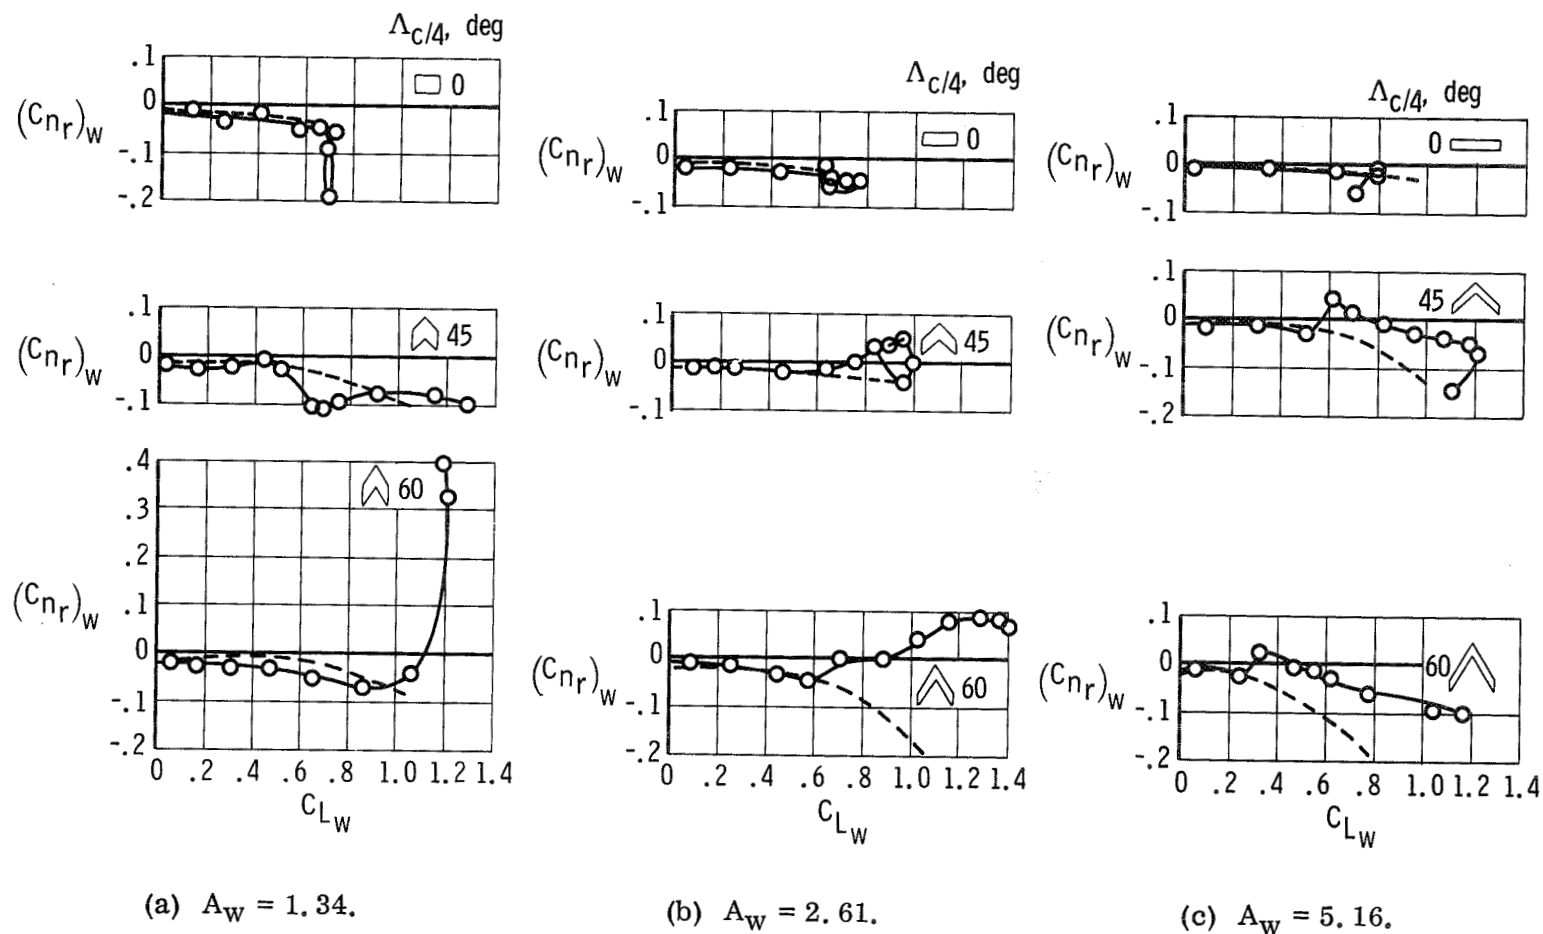 Λc/4, deg
.1
0
-.1
-.2
(Cnr)w
0
.1
0
-.1
(Cnr)w
45
.4
.3
.2
.1
0
-.1
-.2
(Cnr)w
60
0 .2 .4 .6 .8 1.0 1.2 1.4
CLW
(a) Aw = 1.34.
Λc/4, deg
.1
0
-.1
(Cnr)w
0
.1
0
-.1
(Cnr)w
45
.1
0
-.1
-.2
(Cnr)w
60
0 .2 .4 .6 .8 1.0 1.2 1.4
CLW
(b) Aw = 2.61.
Λc/4, deg
.1
0
-.1
(Cnr)w
0
.1
0
-.1
-.2
(Cnr)w
45
.1
0
-.1
-.2
(Cnr)w
60
0 .2 .4 .6 .8 1.0 1.2 1.4
CLW
(c) Aw = 5.16.